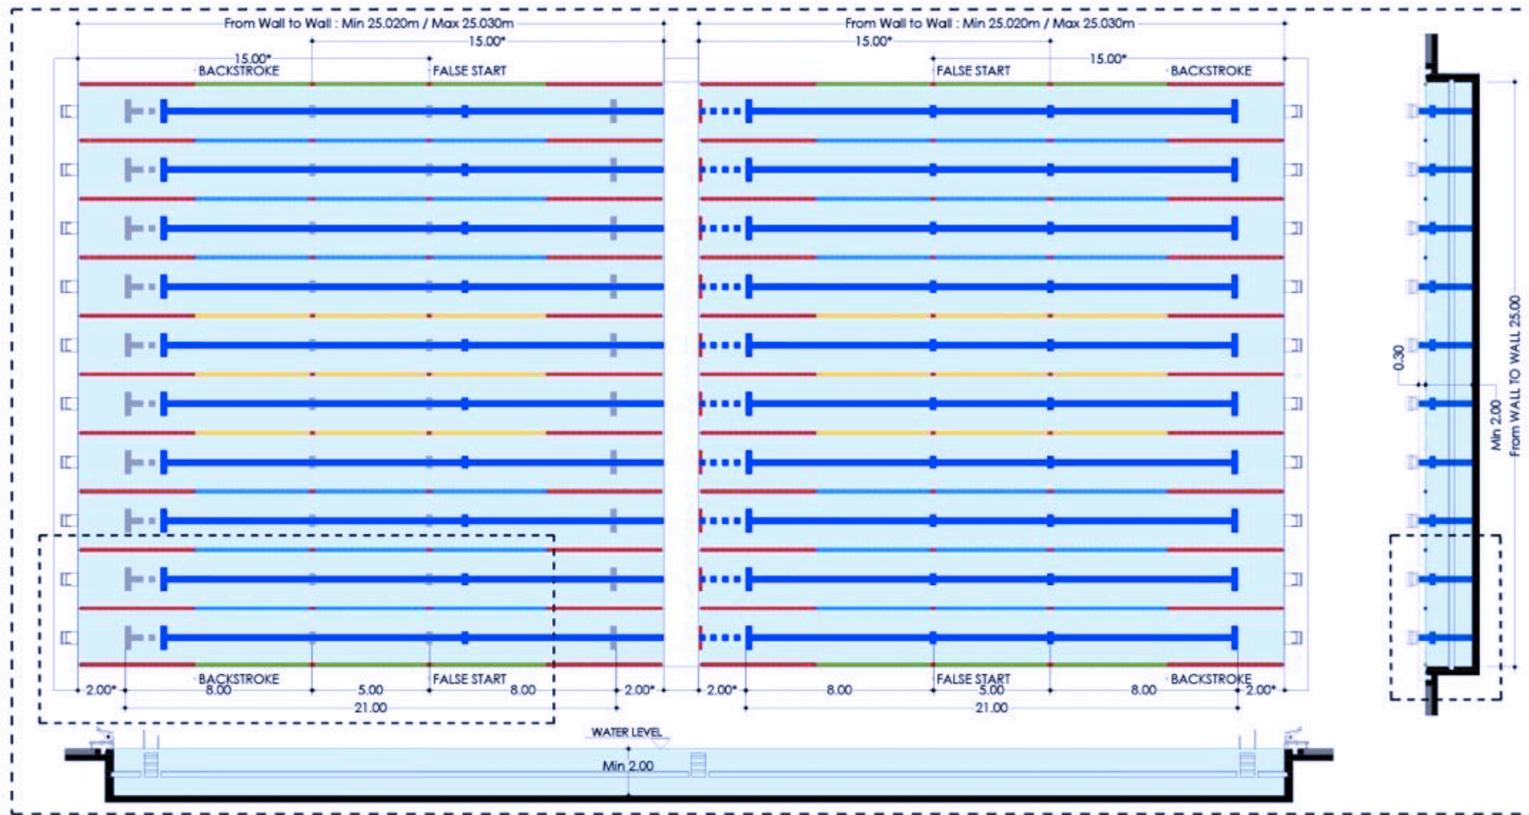 From Wall to Wall : Min 25.020m / Max 25.030m
From Wall to Wall : Min 25.020m / Max 25.030m
15.00*
15.00*
15.00*
15.00*
BACKSTROKE
FALSE START
FALSE START
BACKSTROKE
0.30
Min 2.00
From WALL TO WALL 25.00
BACKSTROKE
FALSE START
FALSE START
BACKSTROKE
2.00*
8.00
5.00
8.00
2.00*
2.00*
8.00
5.00
8.00
2.00*
21.00
21.00
WATER LEVEL
Min 2.00